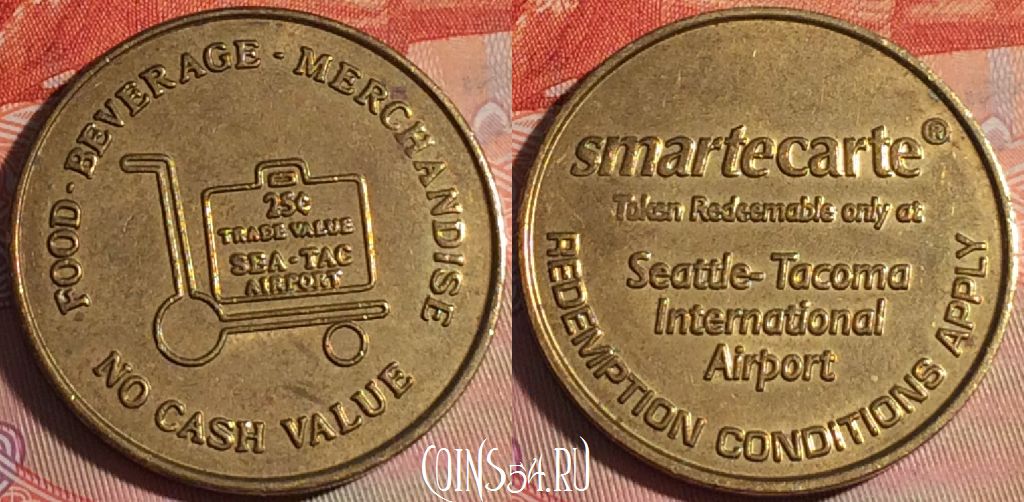 FOOD · BEVERAGE · MERCHANDISE
25¢
TRADE VALUE
SEA-TAC
AIRPORT
NO CASH VALUE
smartecarte®
Token Redeemable only at
Seattle-Tacoma
International
Airport
REDEMPTION CONDITIONS APPLY
COINS54.RU